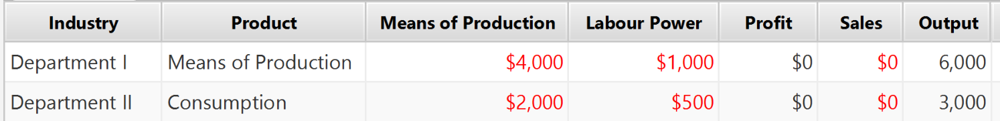 Industry Product Means of Production Labour Power Profit Sales Output
Department I Means of Production $4,000 $1,000 $0 $0 6,000
Department II Consumption $2,000 $500 $0 $0 3,000